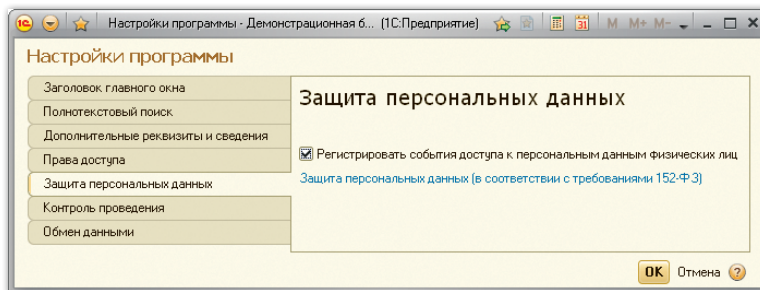 1С Настройки программы - Демонстрационная б... (1С:Предприятие) 31 M M+ M-
Настройки программы
Заголовок главного окна
Полнотекстовый поиск
Дополнительные реквизиты и сведения
Права доступа
Защита персональных данных
Контроль проведения
Обмен данными
Защита персональных данных
Регистрировать события доступа к персональным данным физических лиц
Защита персональных данных (в соответствии с требованиями 152-ФЗ)
OK Отмена ?